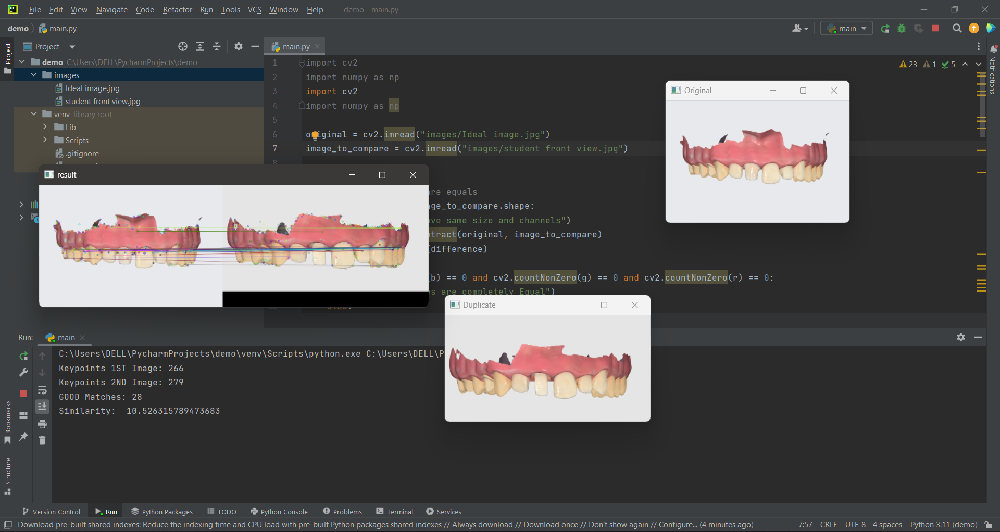 PC
File Edit View Navigate Code Refactor Run Tools VCS Window Help demo - main.py
demo main.py
main
Project
main.py
Project
demo C:\Users\DELL\PycharmProjects\demo
images
Ideal image.jpg
student front view.jpg
venv library root
Lib
Scripts
.gitignore
1 import cv2
2 import numpy as np
3 import cv2
4 import numpy as np
5
6 original = cv2.imread("images/Ideal image.jpg")
7 image_to_compare = cv2.imread("images/student front view.jpg")
8
re equals
ge_to_compare.shape:
ve same size and channels")
tract(original, image_to_compare)
(difference)
(b) == 0 and cv2.countNonZero(g) == 0 and cv2.countNonZero(r) == 0:
s are completely Equal")
else:
23 1 5
Notifications
Original
result
Duplicate
Run: main
C:\Users\DELL\PycharmProjects\demo\venv\Scripts\python.exe C:\Users\DELL\P
Keypoints 1ST Image: 266
Keypoints 2ND Image: 279
GOOD Matches: 28
Similarity: 10.526315789473683
Bookmarks
Structure
Version Control Run Python Packages TODO Python Console Problems Terminal Services
Download pre-built shared indexes: Reduce the indexing time and CPU load with pre-built Python packages shared indexes // Always download // Download once // Don't show again // Configure... (4 minutes ago) 7:57 CRLF UTF-8 4 spaces Python 3.11 (demo)